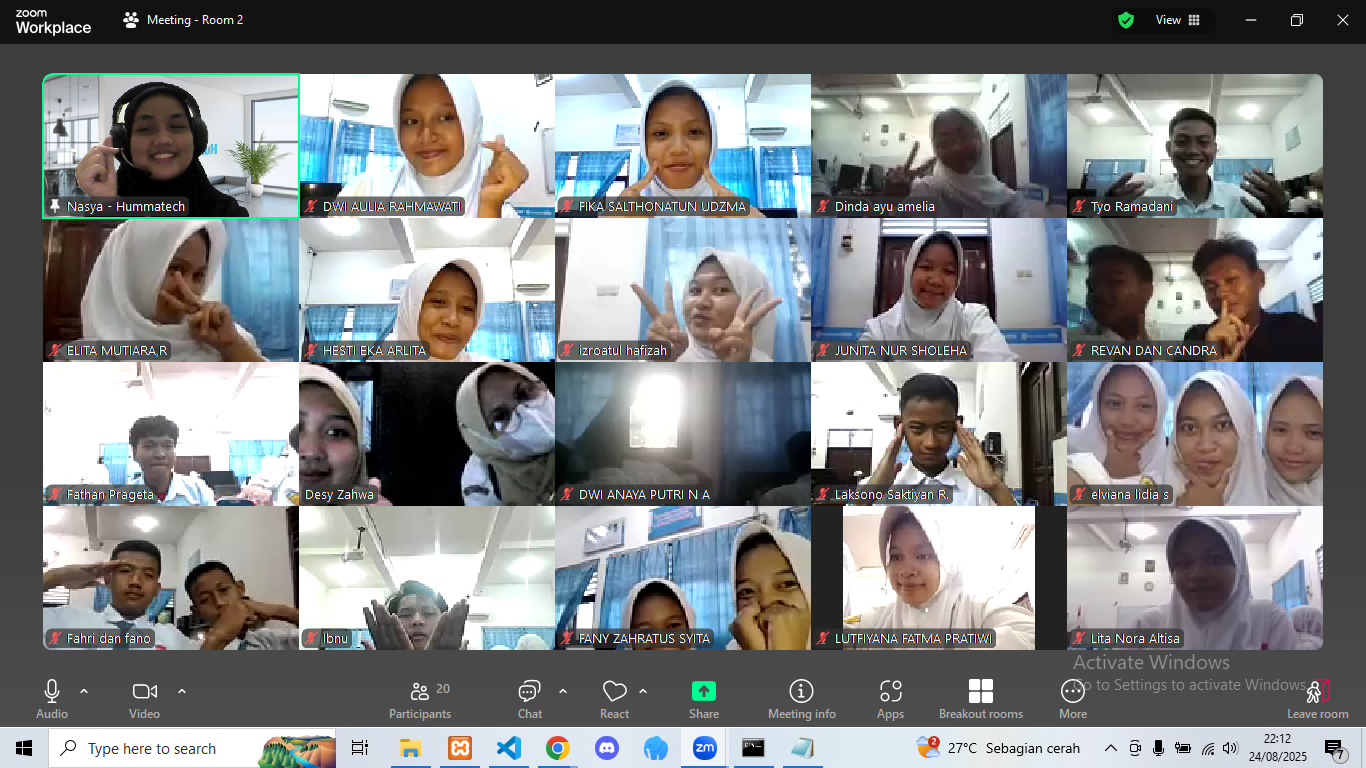 zoom
Workplace
Meeting - Room 2
View
Nasya - Hummatech
DWI AULIA RAHMAWATI
FIKA SALTHONATUN UDZMA
Dinda ayu amelia
Tyo Ramadani
ELITA MUTIARA,R
HESTI EKA ARLITA
izroatul hafizah
JUNITA NUR SHOLEHA
REVAN DAN CANDRA
Fathan Prageta
Desy Zahwa
DWI ANAYA PUTRI N A
Laksono Saktiyan R.
elviana lidia s
Fahri dan fano
Ibnu
FANY ZAHRATUS SYITA
LUTFIYANA FATMA PRATIWI
Lita Nora Altisa
Activate Windows
Go to Settings to activate Windows.
Audio
Video
Participants
20
Chat
React
Share
Meeting info
Apps
Breakout rooms
More
Leave room
Type here to search
zm
2
27°C Sebagian cerah
22:12
24/08/2025
7